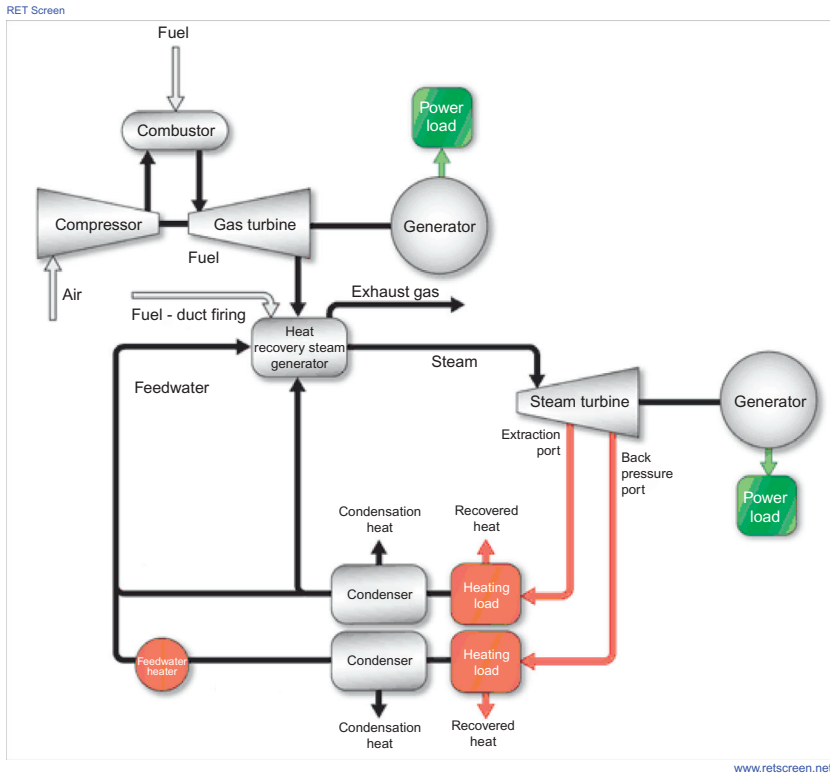 RET Screen
Fuel
Combustor
Power
load
Compressor
Gas turbine
Generator
Fuel
Air
Exhaust gas
Fuel - duct firing
Heat
recovery steam
generator
Steam
Feedwater
Steam turbine
Generator
Extraction
port
Back
pressure
port
Power
load
Condensation
heat
Recovered
heat
Condenser
Heating
load
Feedwater
heater
Condenser
Heating
load
Condensation
heat
Recovered
heat
www.retscreen.net